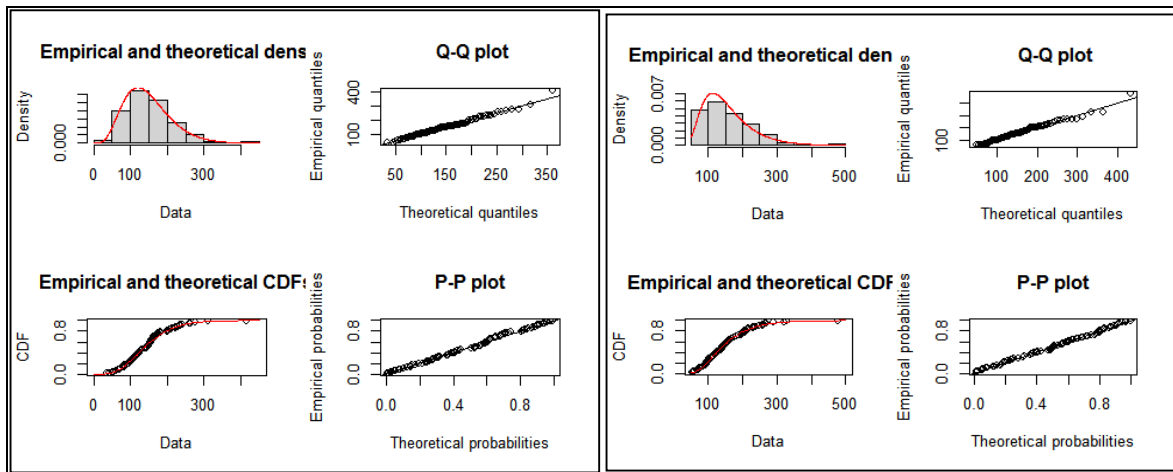 Empirical and theoretical dens
Density
0.000
0 100 300
Data
Q-Q plot
Empirical quantiles
100 400
50 150 250 350
Theoretical quantiles
Empirical and theoretical CDFs
CDF
0.0 0.8
0 100 300
Data
P-P plot
Empirical probabilities
0.0 0.8
0.0 0.4 0.8
Theoretical probabilities
Empirical and theoretical den
Density
0.000 0.007
100 300 500
Data
Q-Q plot
Empirical quantiles
100
100 200 300 400
Theoretical quantiles
Empirical and theoretical CDF
CDF
0.0 0.8
100 300 500
Data
P-P plot
Empirical probabilities
0.0 0.8
0.0 0.4 0.8
Theoretical probabilities